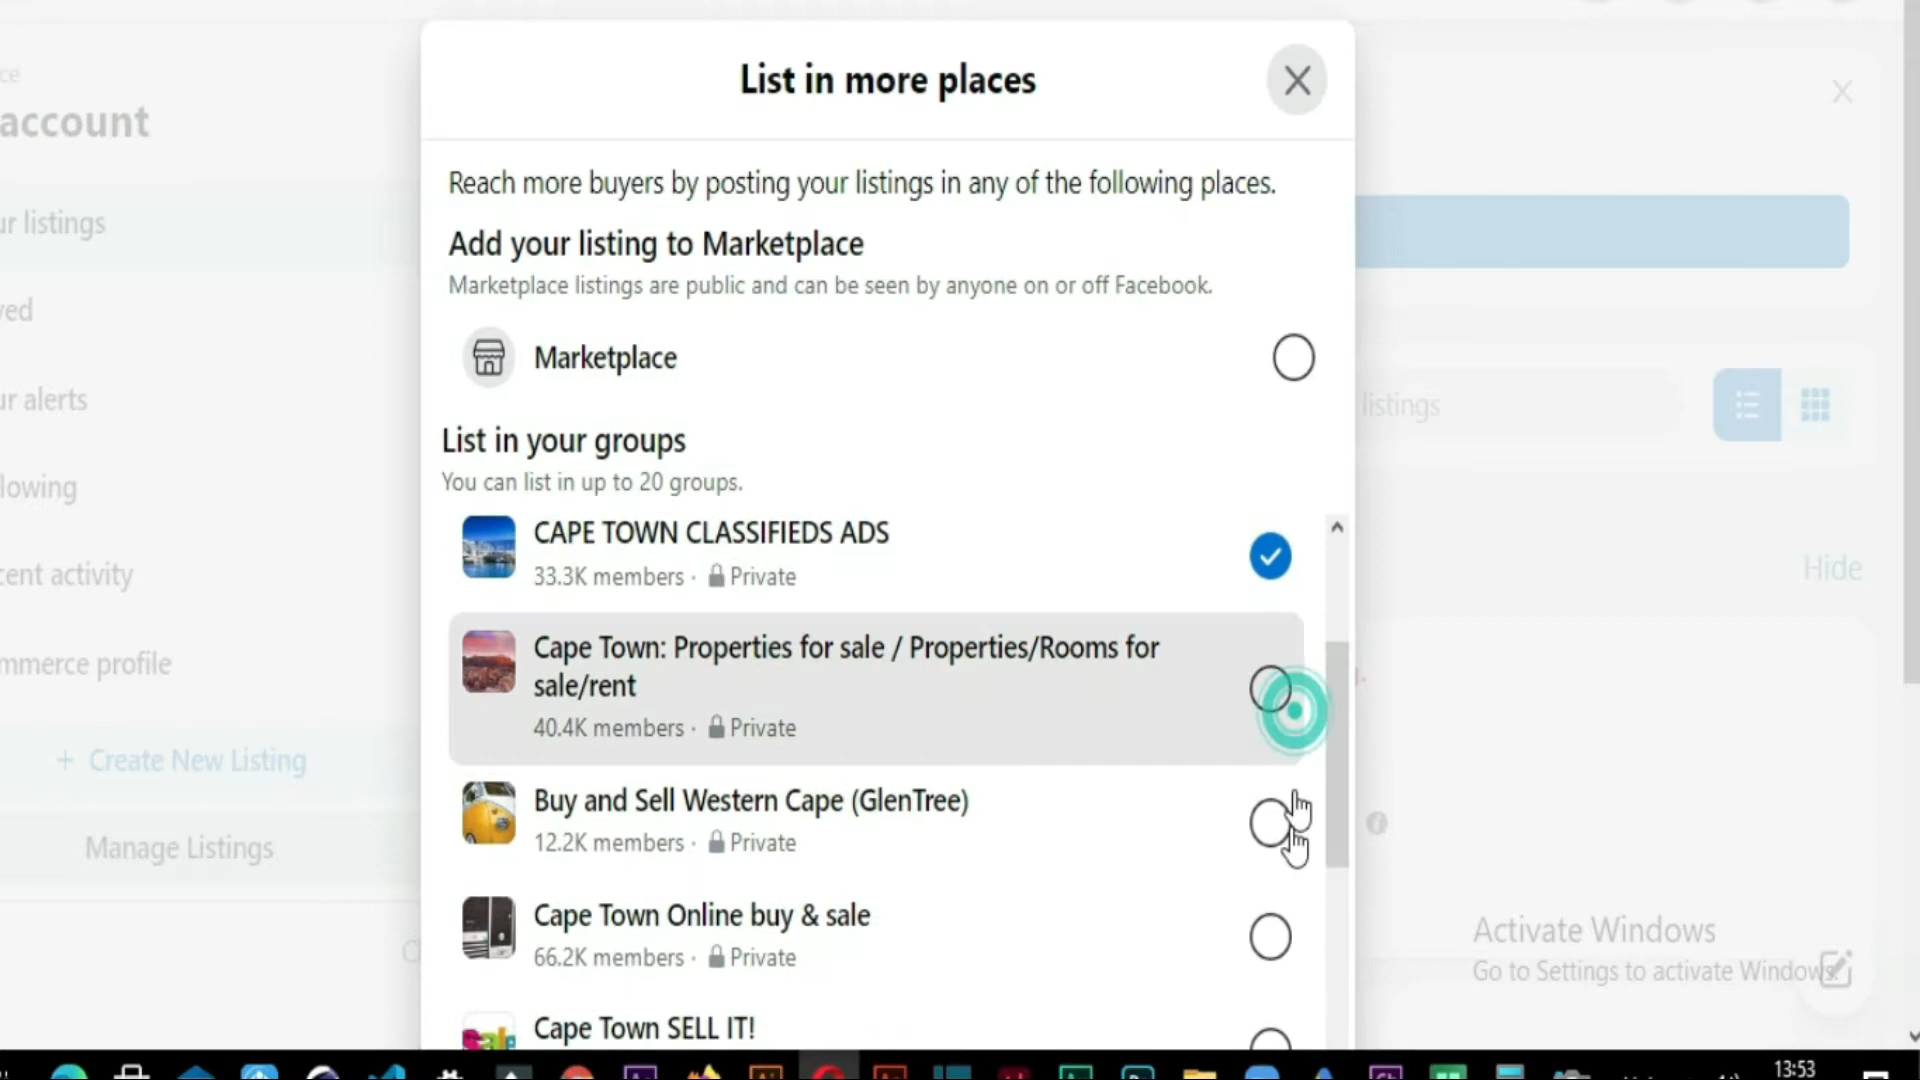 List in more places
ce
account
Reach more buyers by posting your listings in any of the following places.
ur listings
Add your listing to Marketplace
Marketplace listings are public and can be seen by anyone on or off Facebook.
ved
Marketplace
ur alerts
listings
List in your groups
You can list in up to 20 groups.
lowing
CAPE TOWN CLASSIFIEDS ADS
33.3K members · Private
cent activity
Hide
Cape Town: Properties for sale / Properties/Rooms for
sale/rent
40.4K members · Private
mmerce profile
+ Create New Listing
Buy and Sell Western Cape (GlenTree)
12.2K members · Private
Manage Listings
Cape Town Online buy & sale
66.2K members · Private
Activate Windows
Go to Settings to activate Windows.
Cape Town SELL IT!
13:53